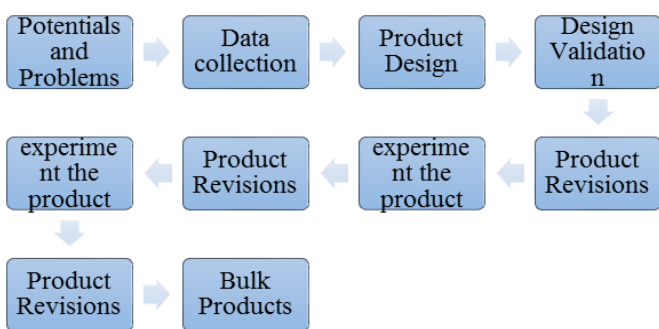 Potentials
and
Problems
Data
collection
Product
Design
Design
Validatio
n
Product
Revisions
experime
nt the
product
Product
Revisions
experime
nt the
product
Product
Revisions
Bulk
Products